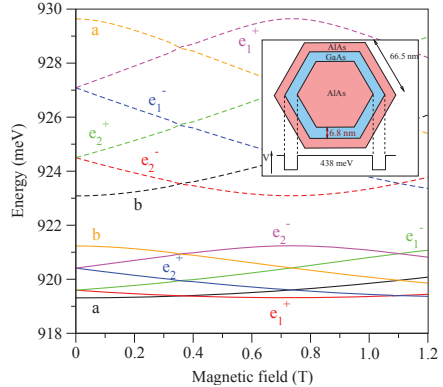 930
928
926
924
922
920
918
Energy (meV)
a
e₁⁺
e₁⁻
e₂⁺
e₂⁻
b
b
e₂⁻
e₁⁻
e₂⁺
a
e₁⁺
AlAs
GaAs
AlAs
66.5 nm
6.8 nm
V
438 meV
0
0.2
0.4
0.6
0.8
1.0
1.2
Magnetic field (T)